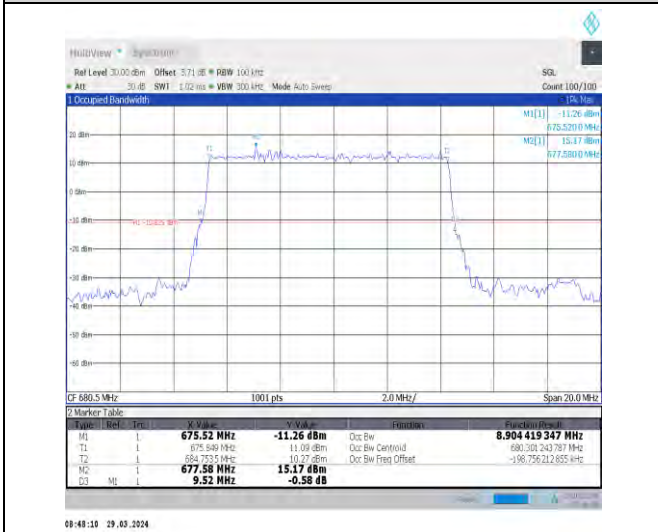 MultiView Spectrum
Ref Level 30.00 dBm Offset 3.71 dB RBW 100 kHz SGL
Att 30 dB SWT 1.02 ms VBW 300 kHz Mode Auto Sweep Count 100/100
1 Occupied Bandwidth 1Pk Max
M1[1] -11.26 dBm
675.5200 MHz
M2[1] 15.17 dBm
677.5800 MHz
20 dBm
10 dBm
0 dBm
-10 dBm
-20 dBm
-30 dBm
-40 dBm
-50 dBm
-60 dBm
CF 680.5 MHz 1001 pts 2.0 MHz/ Span 20.0 MHz
2 Marker Table
Type Ref Trc X Value Y Value Function Function Result
M1 1 675.52 MHz -11.26 dBm Occ Bw 8.904 419 347 MHz
T1 1 675.849 MHz 11.09 dBm Occ Bw Centroid 680.301 243 787 MHz
T2 1 684.7535 MHz 10.27 dBm Occ Bw Freq Offset -198.756 212 855 kHz
M2 1 677.58 MHz 15.17 dBm
D3 M1 1 9.52 MHz -0.58 dB
08:48:10 29.03.2024